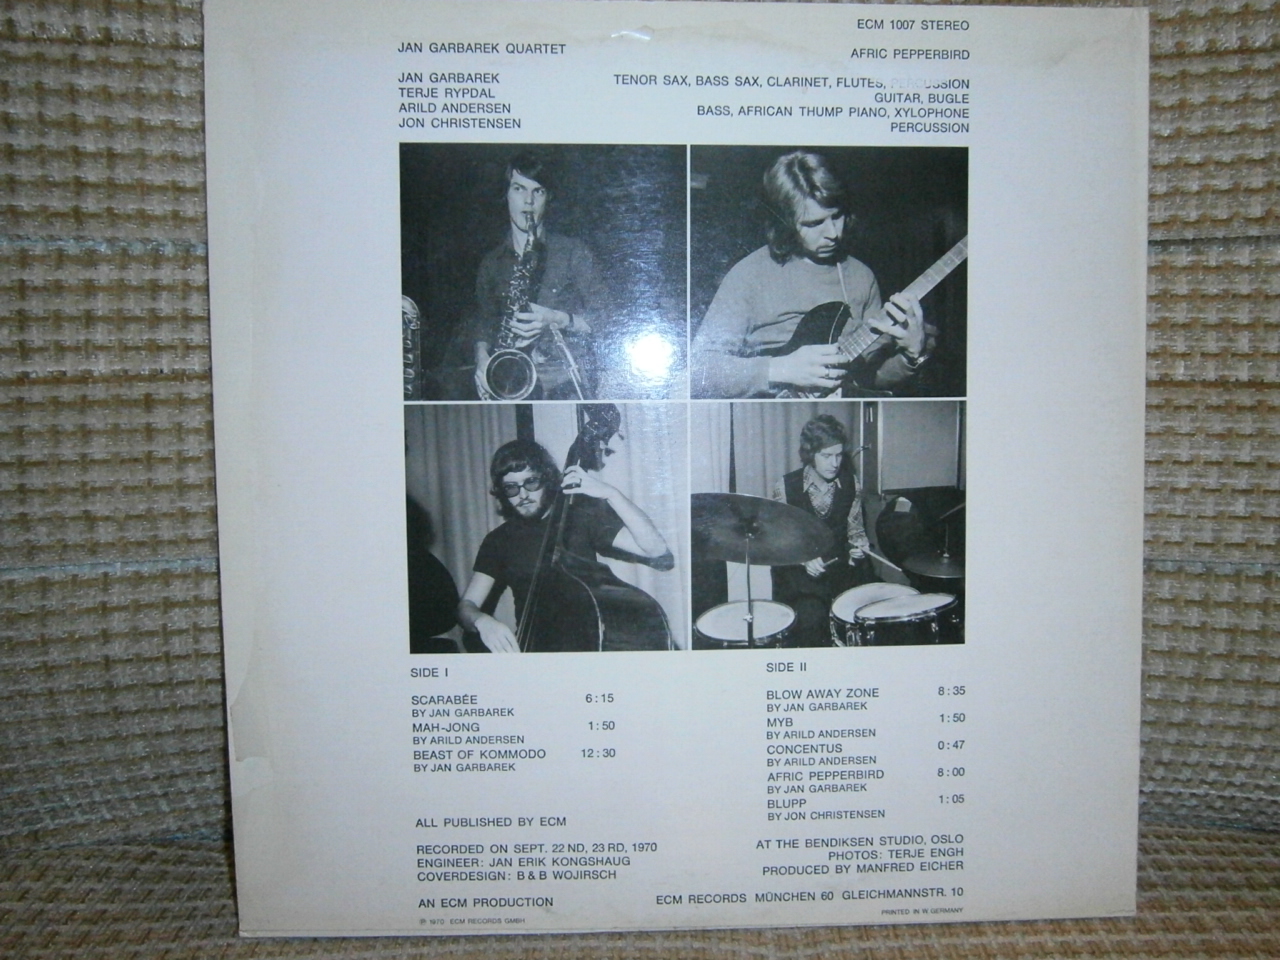 ECM 1007 STEREO
JAN GARBAREK QUARTET AFRIC PEPPERBIRD
JAN GARBAREK TENOR SAX, BASS SAX, CLARINET, FLUTES, PERCUSSION
TERJE RYPDAL GUITAR, BUGLE
ARILD ANDERSEN BASS, AFRICAN THUMP PIANO, XYLOPHONE
JON CHRISTENSEN PERCUSSION
SIDE I
SCARABÉE 6:15
BY JAN GARBAREK
MAH-JONG 1:50
BY ARILD ANDERSEN
BEAST OF KOMMODO 12:30
BY JAN GARBAREK
SIDE II
BLOW AWAY ZONE 8:35
BY JAN GARBAREK
MYB 1:50
BY ARILD ANDERSEN
CONCENTUS 0:47
BY ARILD ANDERSEN
AFRIC PEPPERBIRD 8:00
BY JAN GARBAREK
BLUPP 1:05
BY JON CHRISTENSEN
ALL PUBLISHED BY ECM
RECORDED ON SEPT. 22 ND, 23 RD, 1970 AT THE BENDIKSEN STUDIO, OSLO
ENGINEER: JAN ERIK KONGSHAUG PHOTOS: TERJE ENGH
COVERDESIGN: B & B WOJIRSCH PRODUCED BY MANFRED EICHER
AN ECM PRODUCTION ECM RECORDS MÜNCHEN 60 GLEICHMANNSTR. 10
℗ 1970 ECM RECORDS GMBH PRINTED IN W. GERMANY